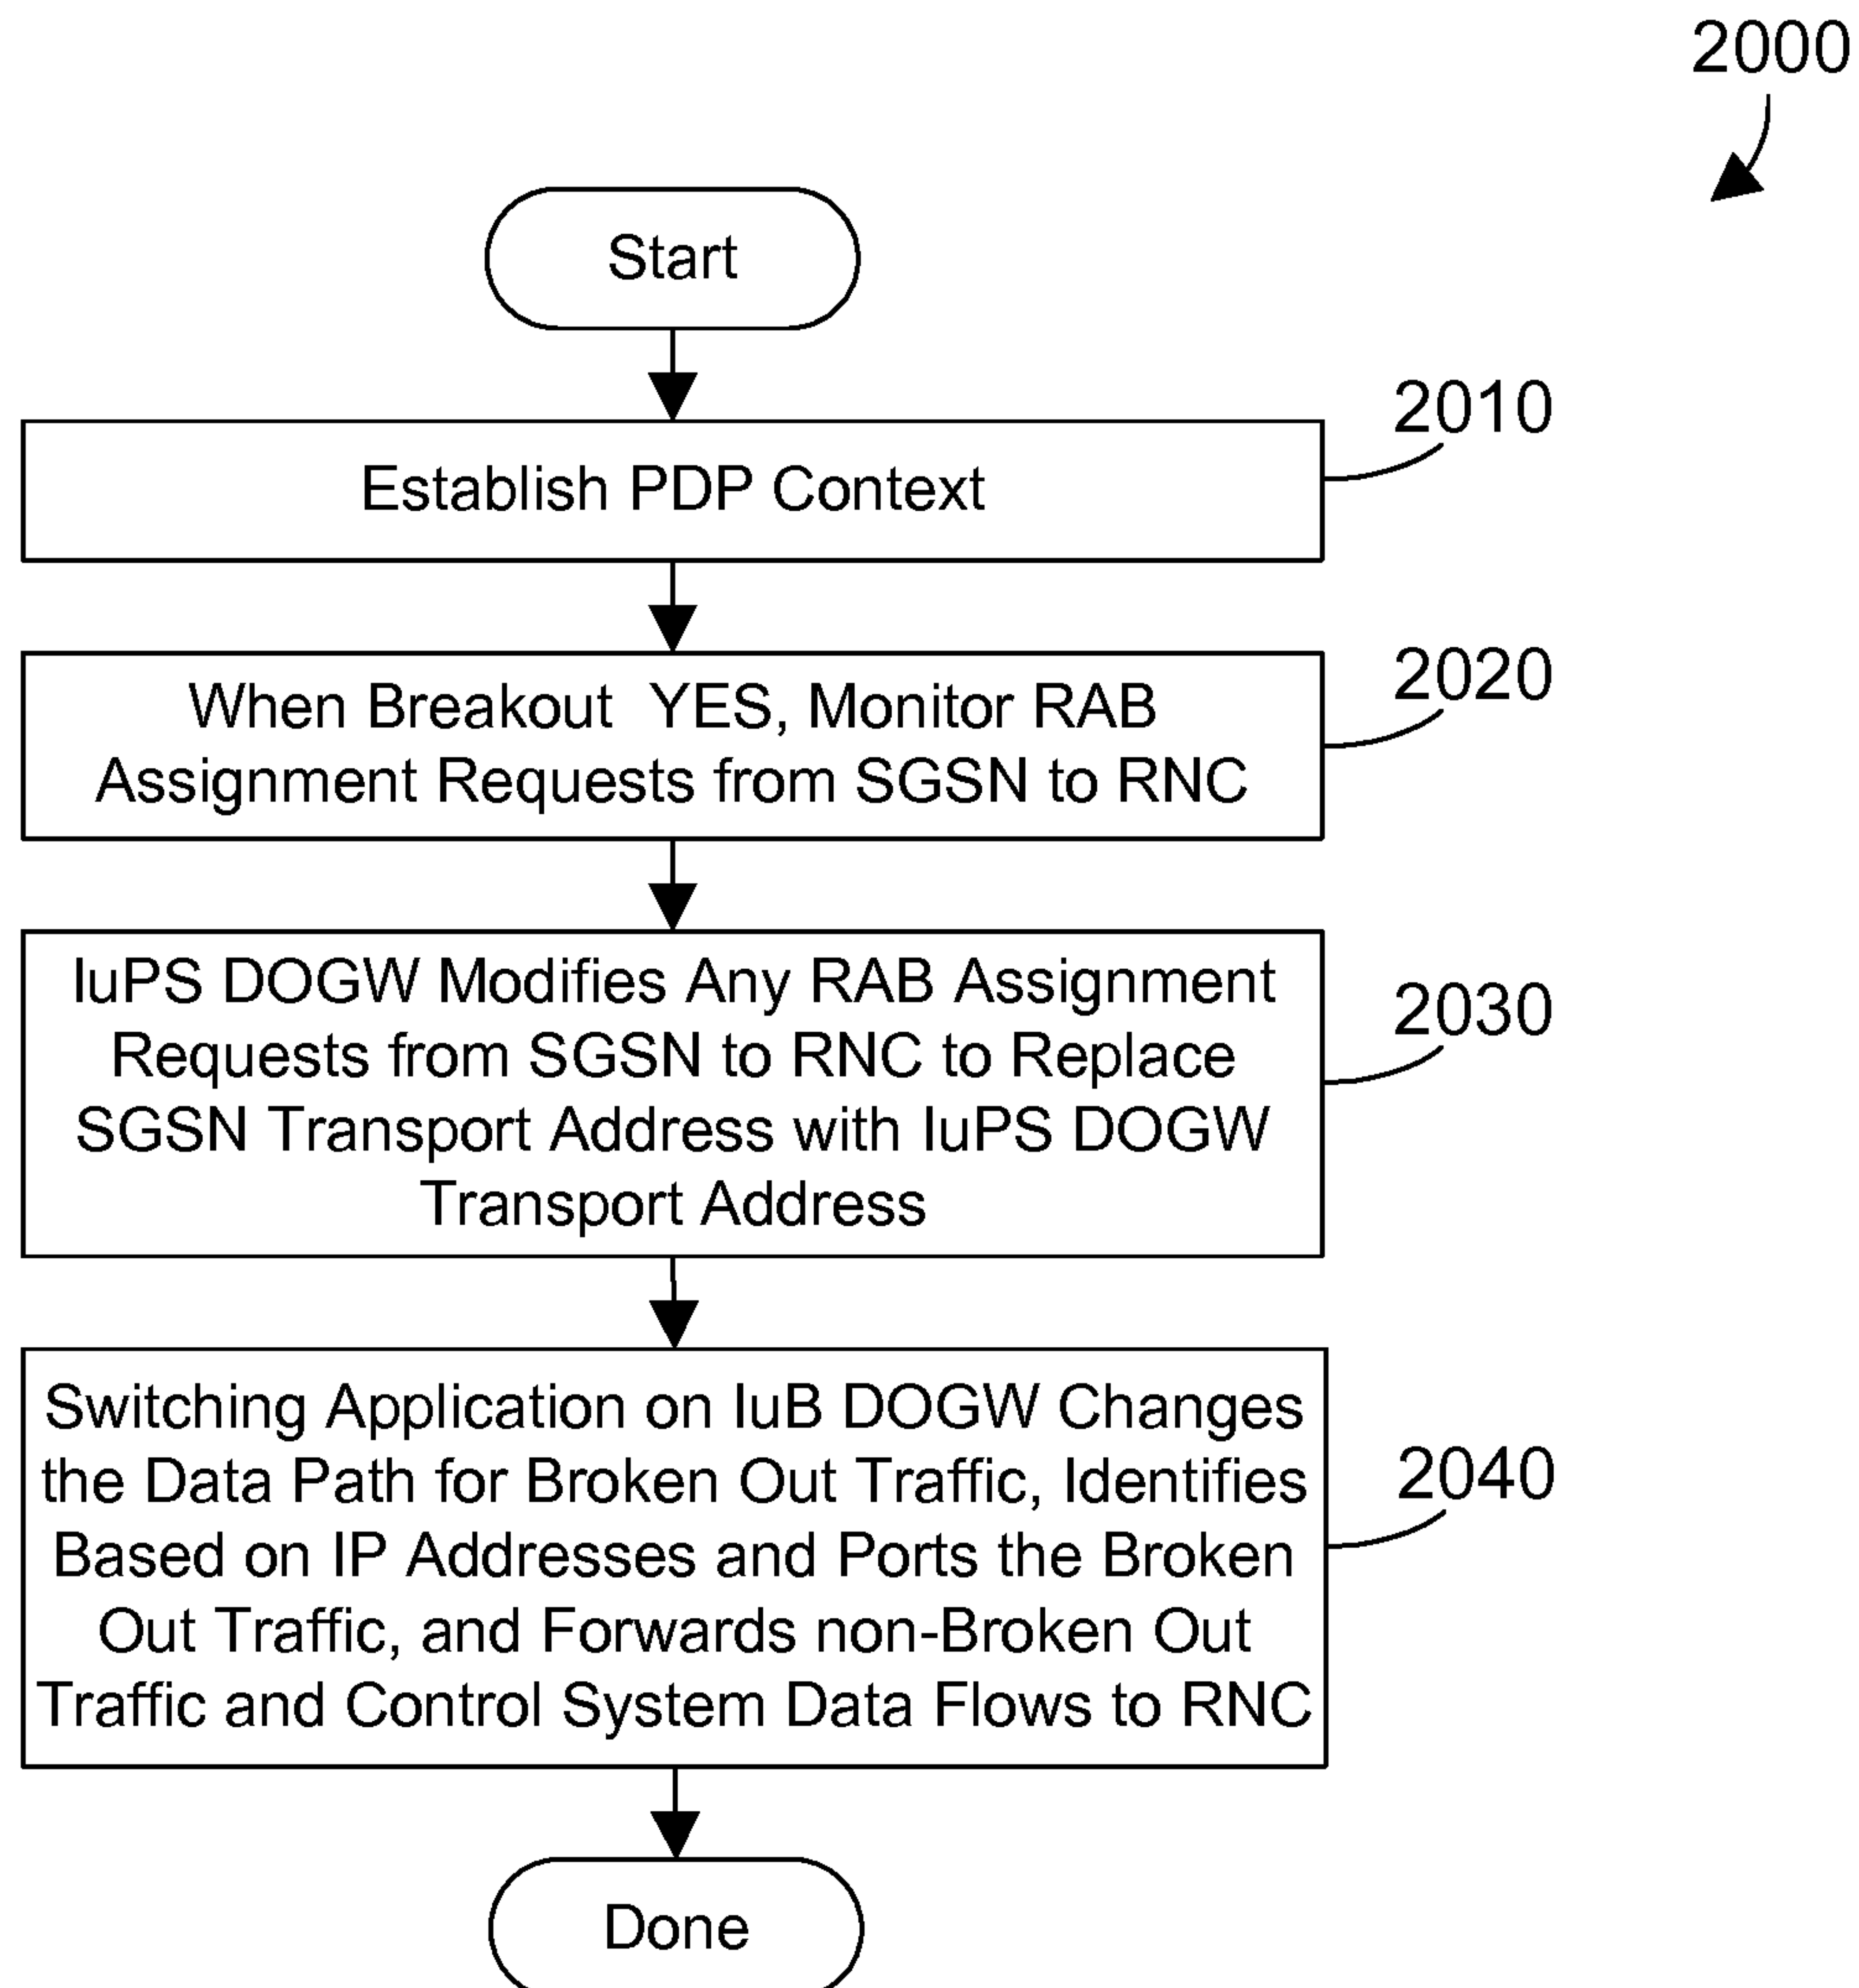 2000
Start
2010
Establish PDP Context
2020
When Breakout YES, Monitor RAB
Assignment Requests from SGSN to RNC
2030
IuPS DOGW Modifies Any RAB Assignment
Requests from SGSN to RNC to Replace
SGSN Transport Address with IuPS DOGW
Transport Address
2040
Switching Application on IuB DOGW Changes
the Data Path for Broken Out Traffic, Identifies
Based on IP Addresses and Ports the Broken
Out Traffic, and Forwards non-Broken Out
Traffic and Control System Data Flows to RNC
Done